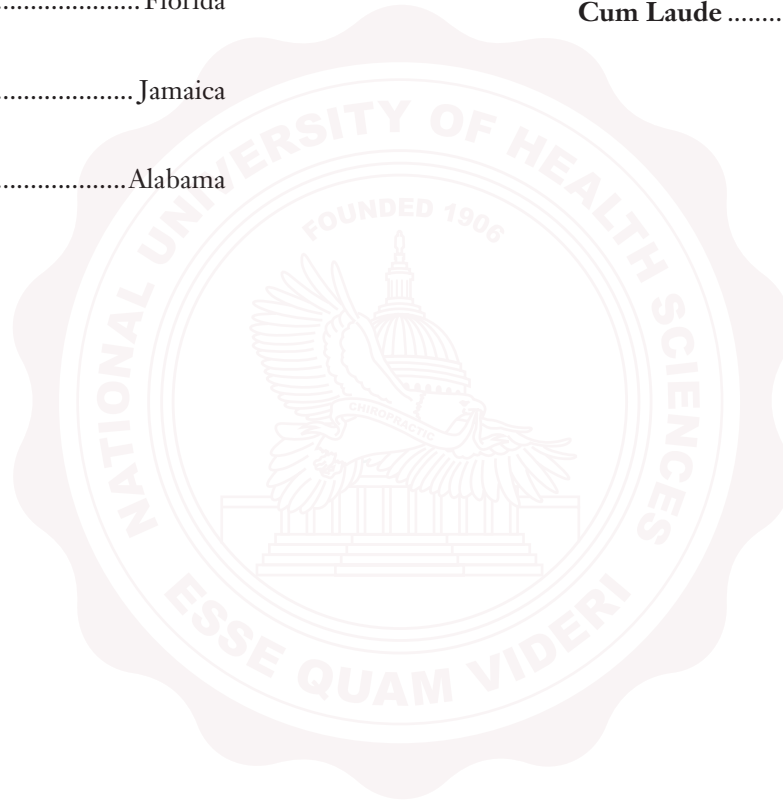 ....................Florida
Cum Laude ........
...................Jamaica
..................Alabama
NATIONAL UNIVERSITY OF HEALTH SCIENCES
FOUNDED 1906
CHIROPRACTIC
ESSE QUAM VIDERI